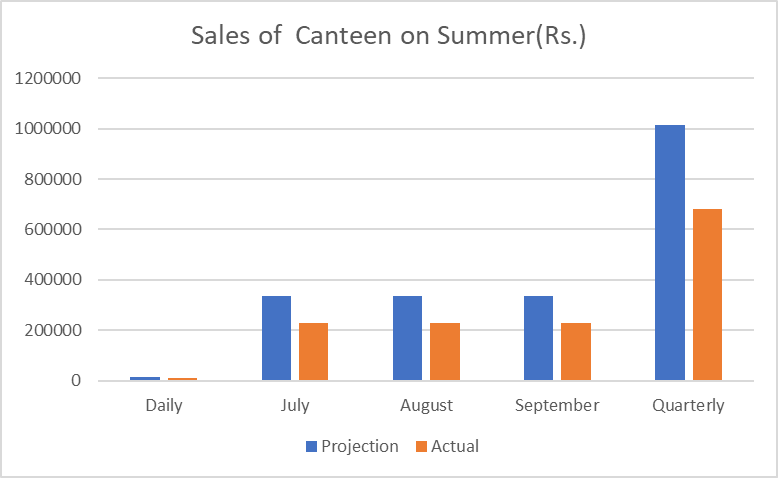 Sales of  Canteen on Summer(Rs.)
1200000
1000000
800000
600000
400000
200000
0
Daily July August September Quarterly
Projection Actual